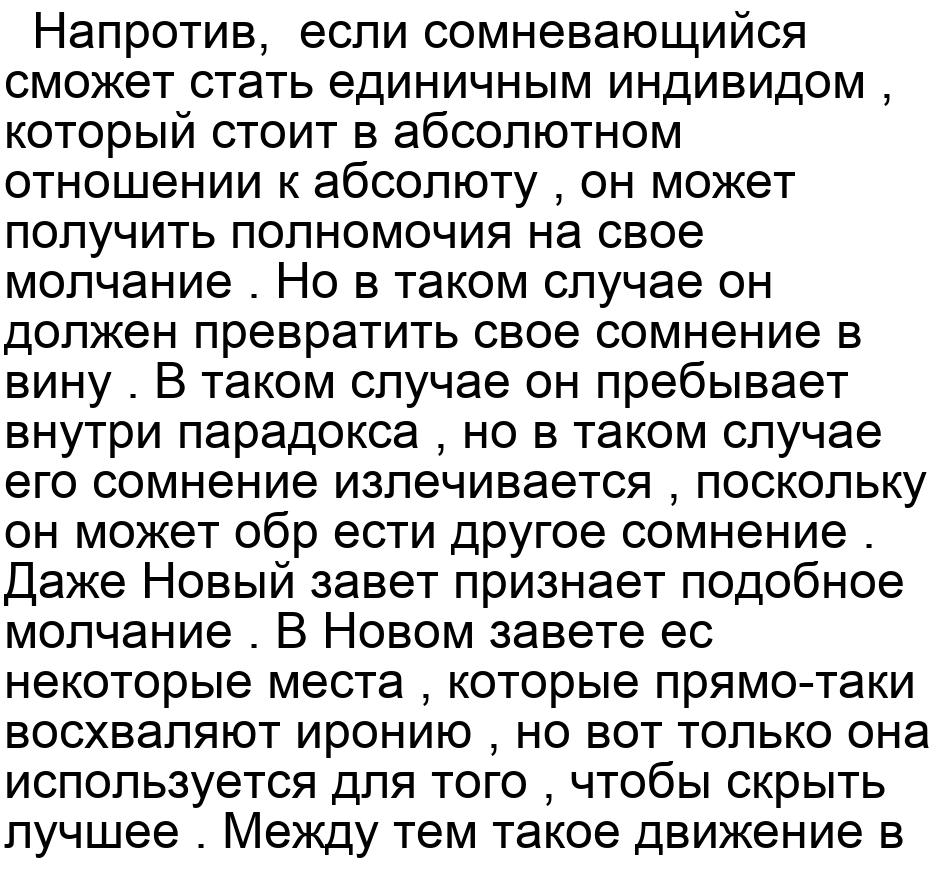 Напротив,  если сомневающийся
сможет стать единичным индивидом ,
который стоит в абсолютном
отношении к абсолюту , он может
получить полномочия на свое
молчание . Но в таком случае он
должен превратить свое сомнение в
вину . В таком случае он пребывает
внутри парадокса , но в таком случае
его сомнение излечивается , поскольку
он может обр ести другое сомнение .
Даже Новый завет признает подобное
молчание . В Новом завете ес
некоторые места , которые прямо-таки
восхваляют иронию , но вот только она
используется для того , чтобы скрыть
лучшее . Между тем такое движение в